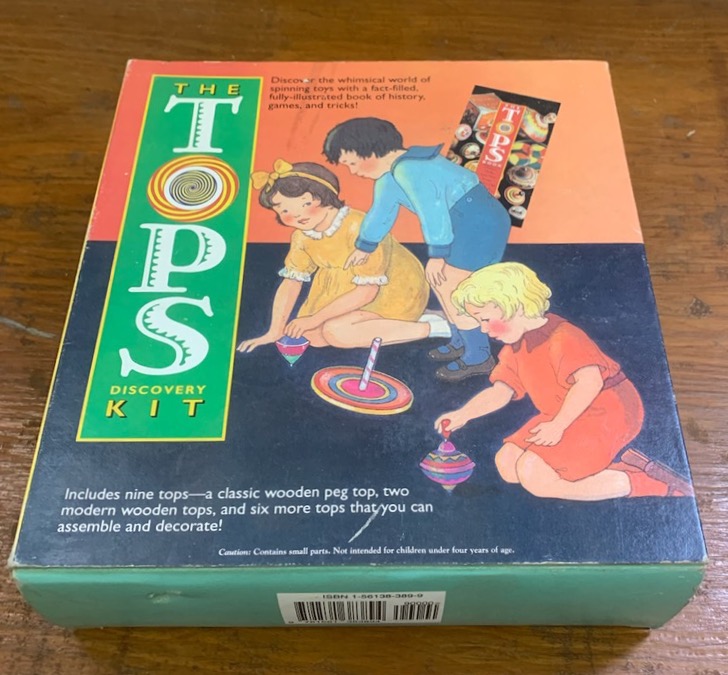 THE
TOPS
DISCOVERY
KIT
Discover the whimsical world of
spinning toys with a fact-filled,
fully-illustrated book of history,
games, and tricks!
THE
TOPS
BOOK
Includes nine tops—a classic wooden peg top, two
modern wooden tops, and six more tops that you can
assemble and decorate!
Caution: Contains small parts. Not intended for children under four years of age.
ISBN 1-56138-389-9
90000